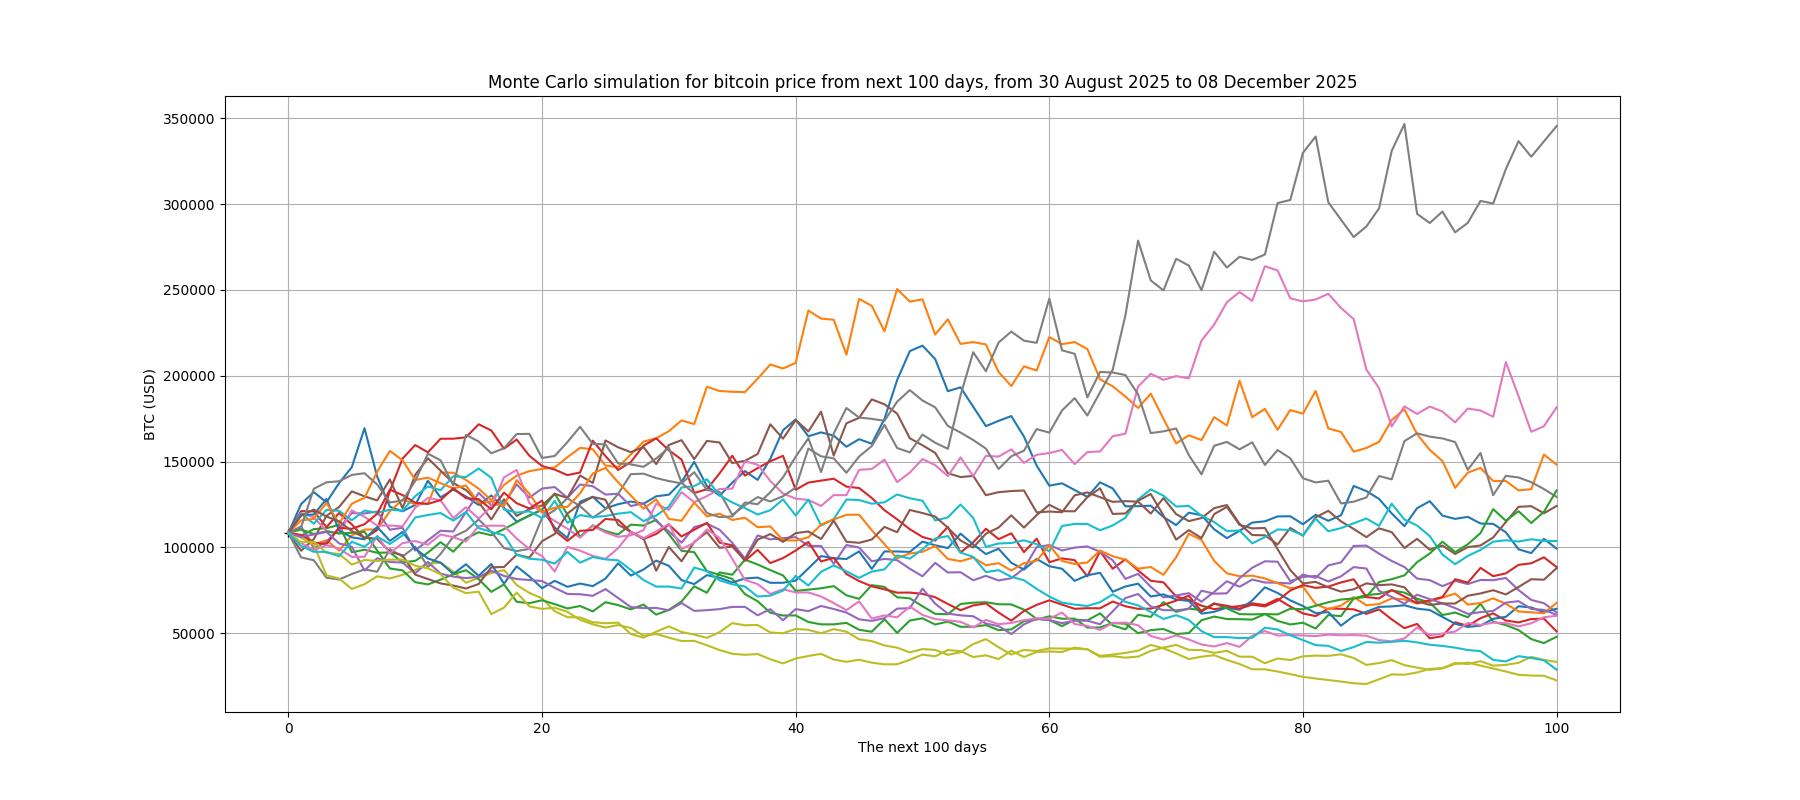 Monte Carlo simulation for bitcoin price from next 100 days, from 30 August 2025 to 08 December 2025
350000
300000
250000
200000
150000
100000
50000
BTC (USD)
0 20 40 60 80 100
The next 100 days